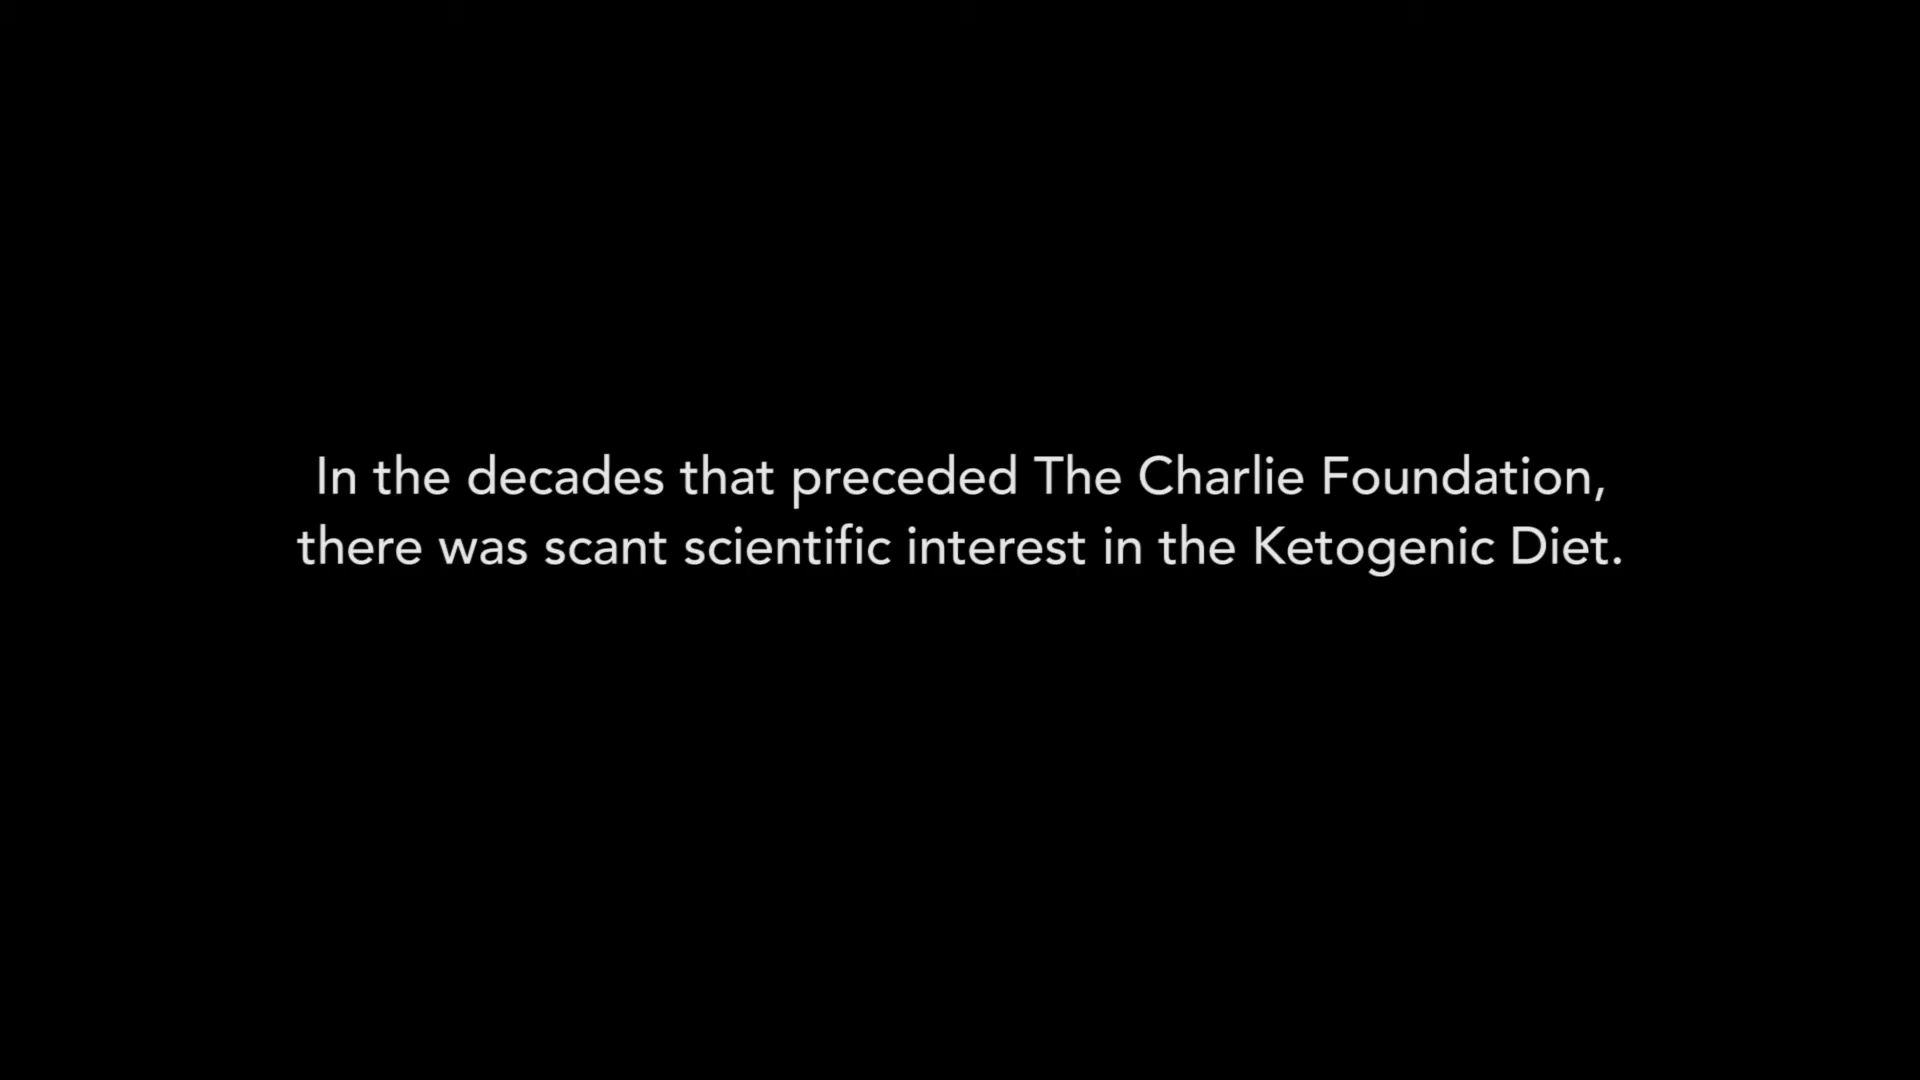 In the decades that preceded The Charlie Foundation,
there was scant scientific interest in the Ketogenic Diet.